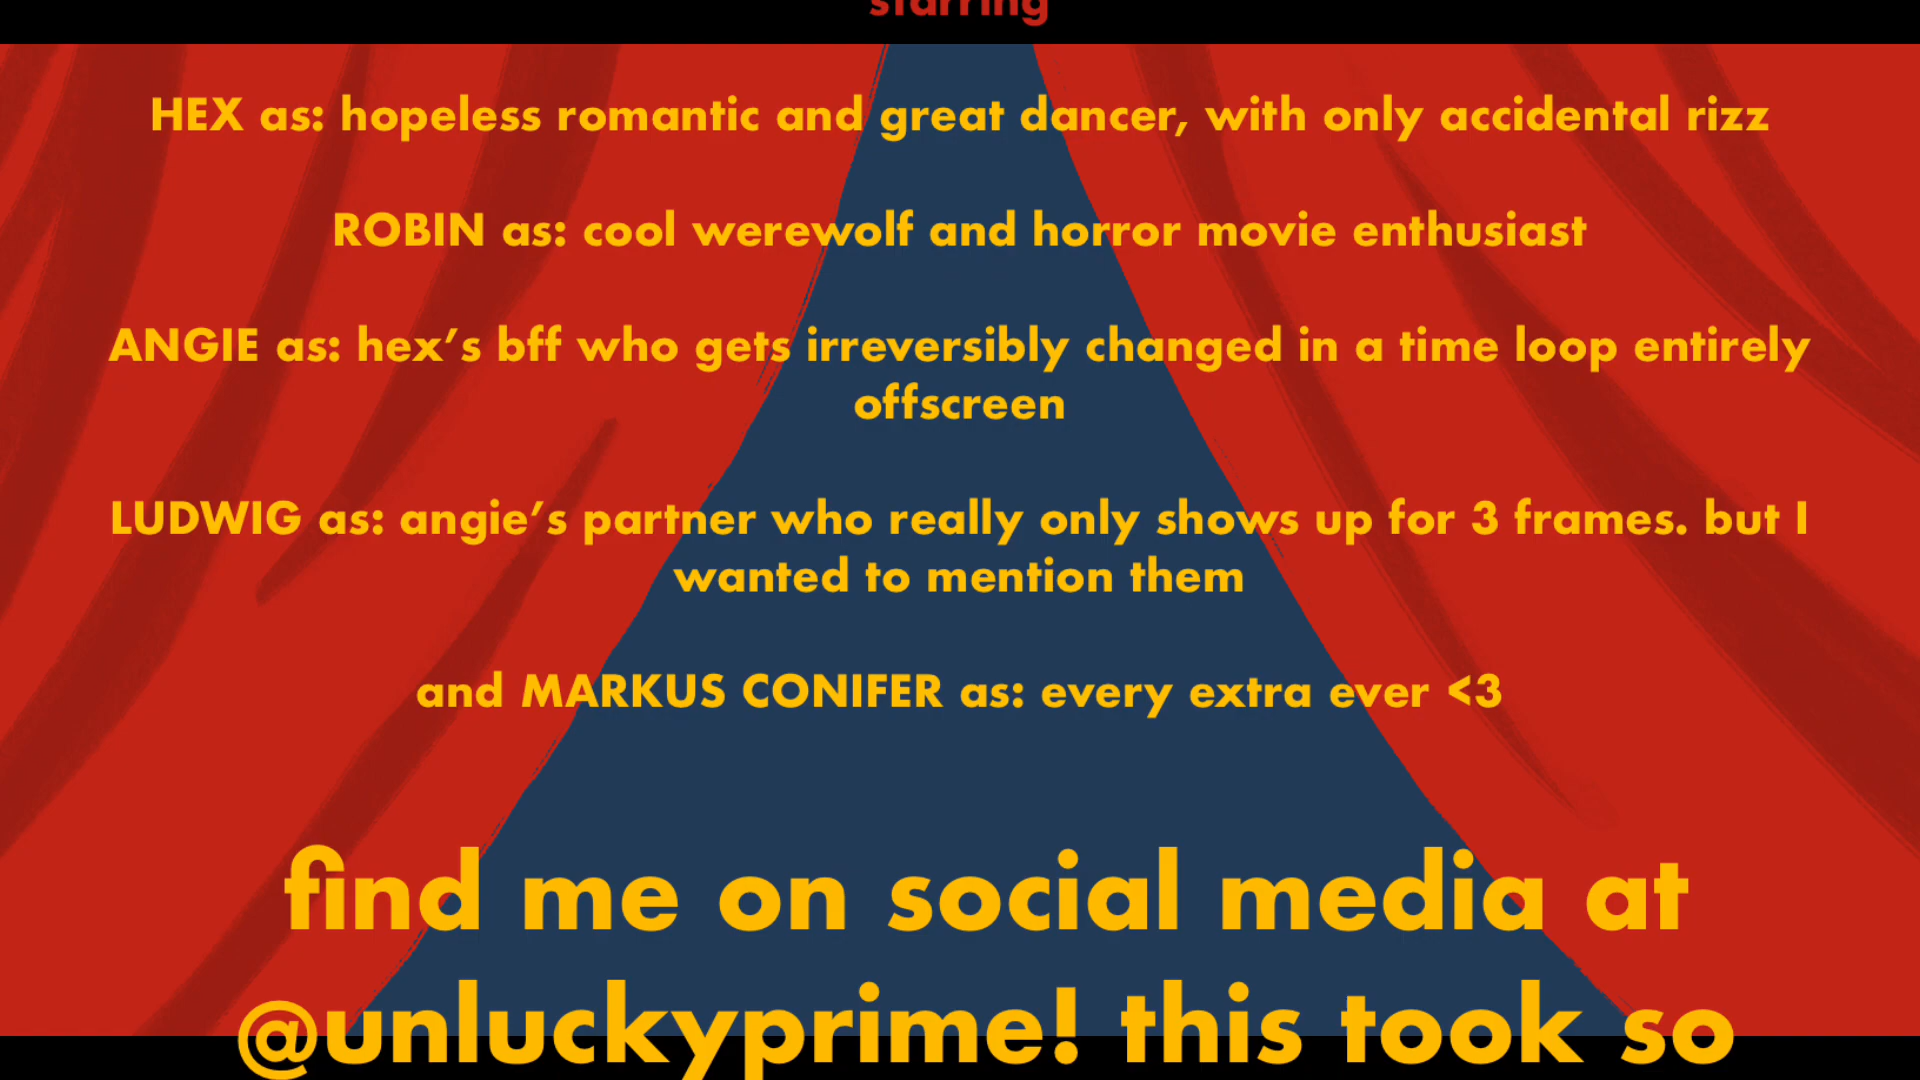 starring
HEX as: hopeless romantic and great dancer, with only accidental rizz
ROBIN as: cool werewolf and horror movie enthusiast
ANGIE as: hex’s bff who gets irreversibly changed in a time loop entirely
offscreen
LUDWIG as: angie’s partner who really only shows up for 3 frames. but I
wanted to mention them
and MARKUS CONIFER as: every extra ever <3
find me on social media at
@unluckyprime! this took so